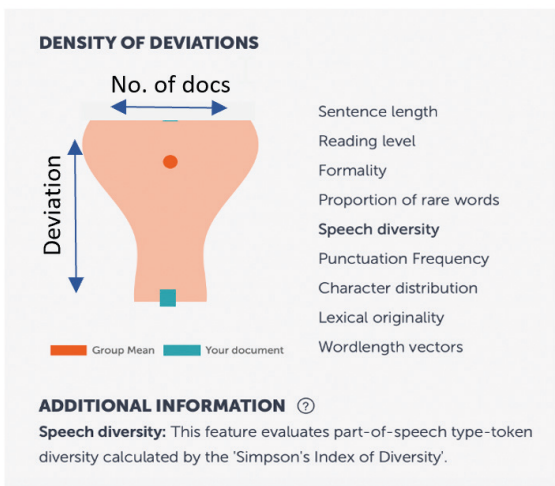 DENSITY OF DEVIATIONS
No. of docs
Deviation
Sentence length
Reading level
Formality
Proportion of rare words
Speech diversity
Punctuation Frequency
Character distribution
Lexical originality
Wordlength vectors
Group Mean
Your document
ADDITIONAL INFORMATION ?
Speech diversity: This feature evaluates part-of-speech type-token
diversity calculated by the 'Simpson's Index of Diversity'.